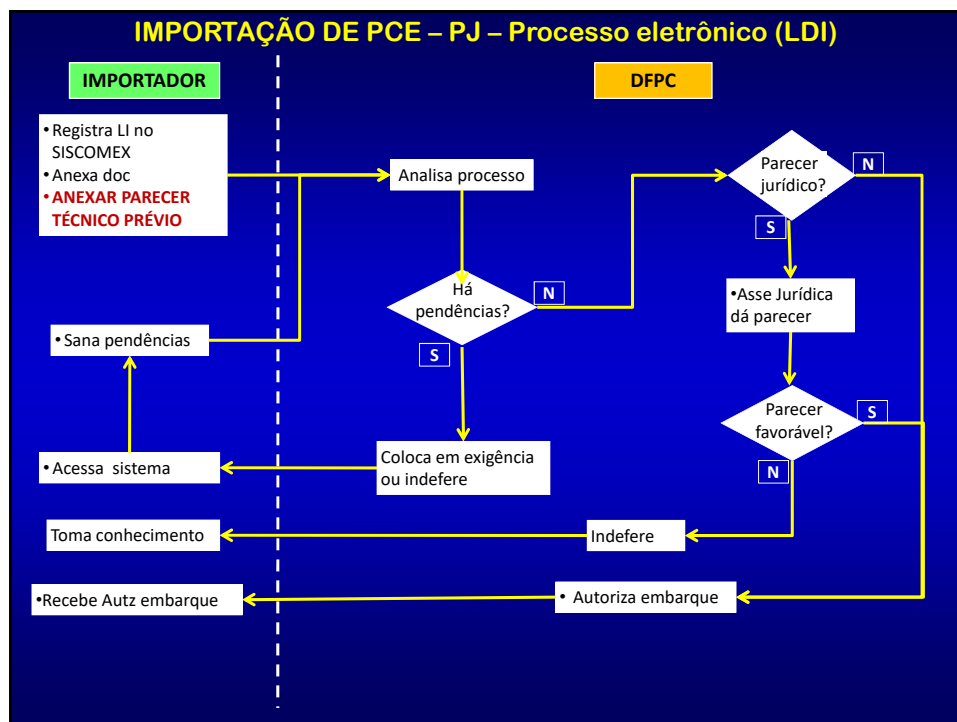 IMPORTAÇÃO DE PCE – PJ – Processo eletrônico (LDI)
IMPORTADOR
DFPC
• Registra LI no
SISCOMEX
• Anexa doc
• ANEXAR PARECER
TÉCNICO PRÉVIO
Analisa processo
Parecer
jurídico?
N
S
Há
pendências?
N
S
•Asse Jurídica
dá parecer
• Sana pendências
Parecer
favorável?
S
N
• Acessa sistema
Coloca em exigência
ou indefere
Toma conhecimento
Indefere
•Recebe Autz embarque
• Autoriza embarque